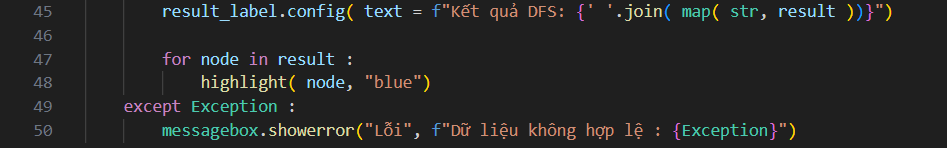 45 result_label.config( text = f"Kết quả DFS: {' '.join( map( str, result ))}")
46
47 for node in result :
48 highlight( node, "blue")
49 except Exception :
50 messagebox.showerror("Lỗi", f"Dữ liệu không hợp lệ : {Exception}")